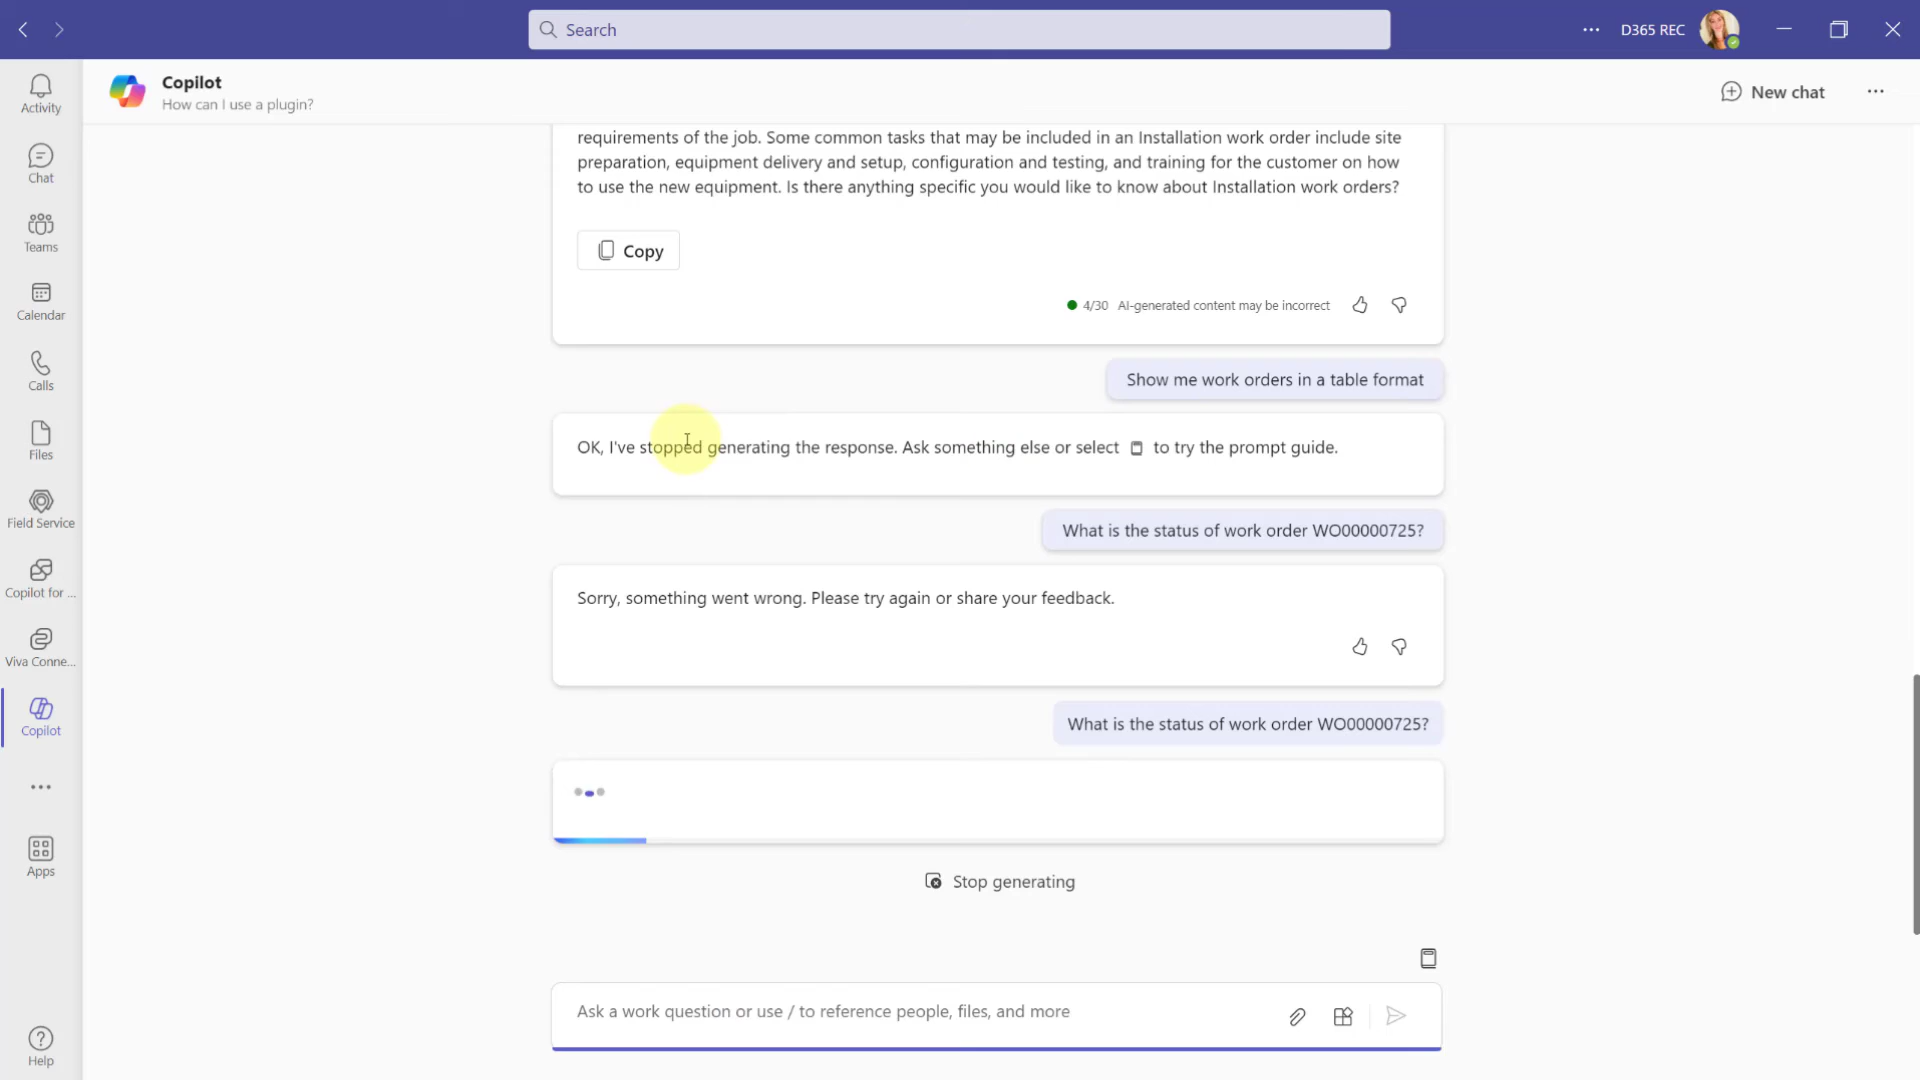 Search
D365 REC
Activity
Chat
Teams
Calendar
Calls
Files
Field Service
Copilot for ...
Viva Conne...
Copilot
Apps
Help
Copilot
How can I use a plugin?
New chat
requirements of the job. Some common tasks that may be included in an Installation work order include site
preparation, equipment delivery and setup, configuration and testing, and training for the customer on how
to use the new equipment. Is there anything specific you would like to know about Installation work orders?
Copy
4/30 AI-generated content may be incorrect
Show me work orders in a table format
OK, I've stopped generating the response. Ask something else or select to try the prompt guide.
What is the status of work order WO00000725?
Sorry, something went wrong. Please try again or share your feedback.
What is the status of work order WO00000725?
Stop generating
Ask a work question or use / to reference people, files, and more